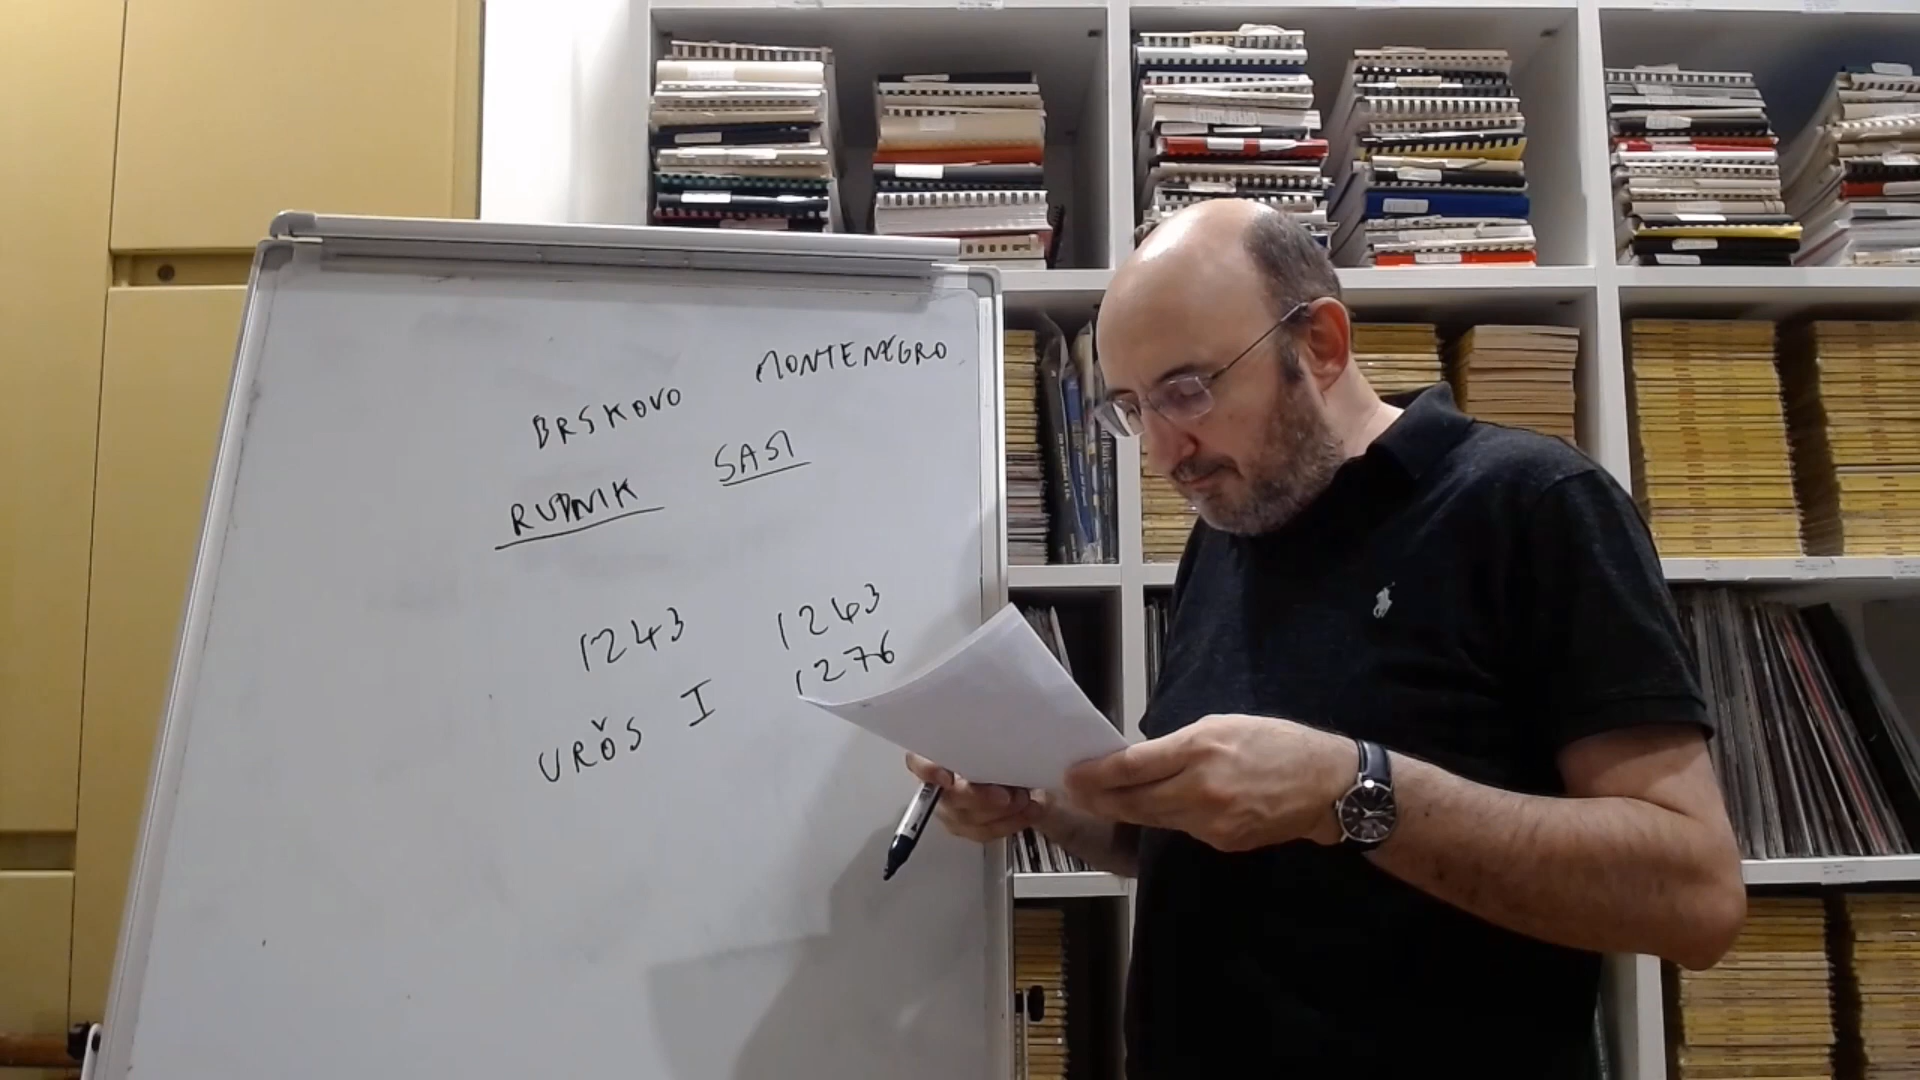 MONTENEGRO
BRSKOVO
SASI
RUDNIK
1243 1263
1276
UROŠ I